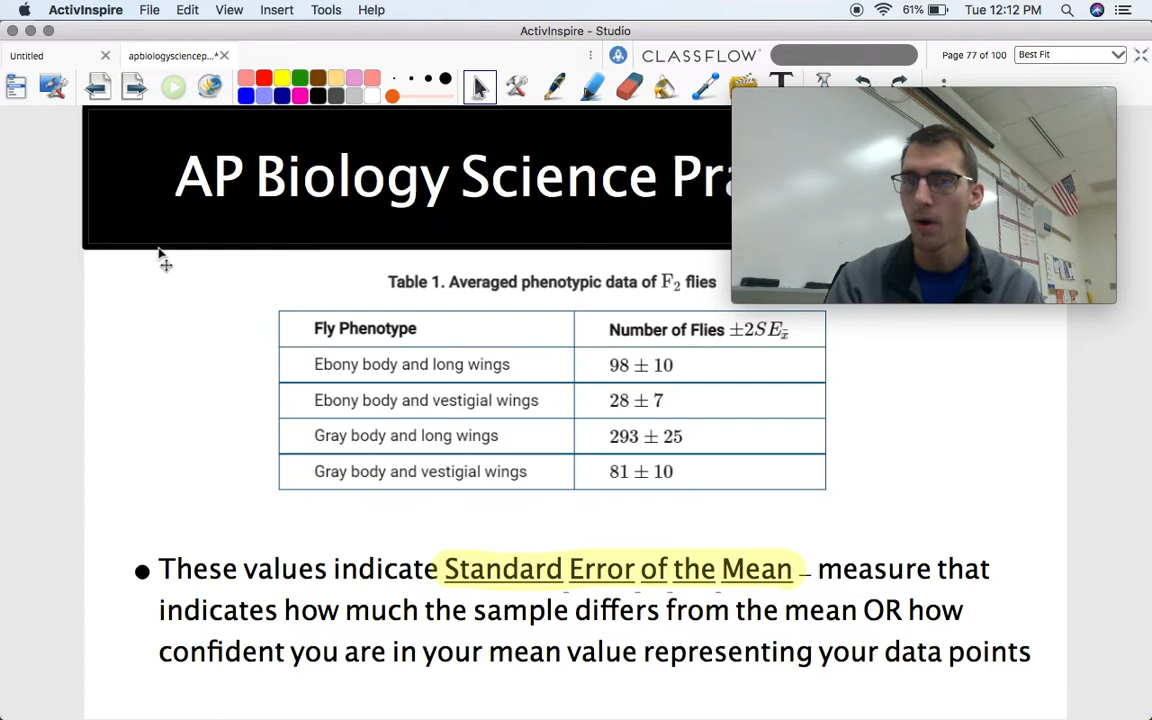 ActivInspire File Edit View Insert Tools Help 61% Tue 12:12 PM
ActivInspire - Studio
Untitled apbiologysciencep...* CLASSFLOW Page 77 of 100 Best Fit
AP Biology Science Pra
Table 1. Averaged phenotypic data of F₂ flies
Fly Phenotype Number of Flies ±2SEx̄
Ebony body and long wings 98 ± 10
Ebony body and vestigial wings 28 ± 7
Gray body and long wings 293 ± 25
Gray body and vestigial wings 81 ± 10
● These values indicate Standard Error of the Mean – measure that
indicates how much the sample differs from the mean OR how
confident you are in your mean value representing your data points